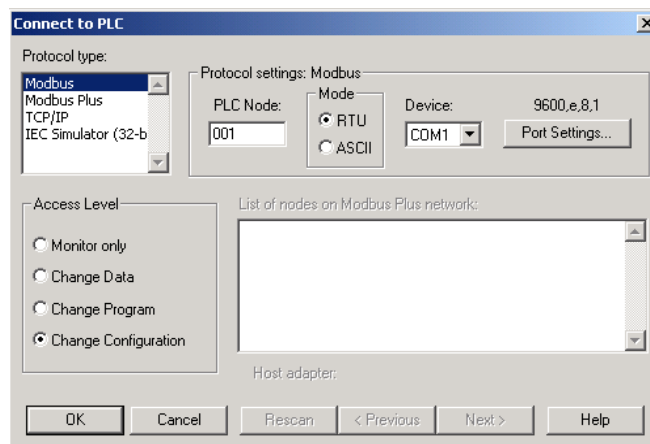 Connect to PLC
Protocol type:
Modbus
Modbus Plus
TCP/IP
IEC Simulator (32-b
Protocol settings: Modbus
PLC Node:
001
Mode
RTU
ASCII
Device:
COM1
9600,e,8,1
Port Settings...
Access Level
Monitor only
Change Data
Change Program
Change Configuration
List of nodes on Modbus Plus network:
Host adapter:
OK
Cancel
Rescan
< Previous
Next >
Help